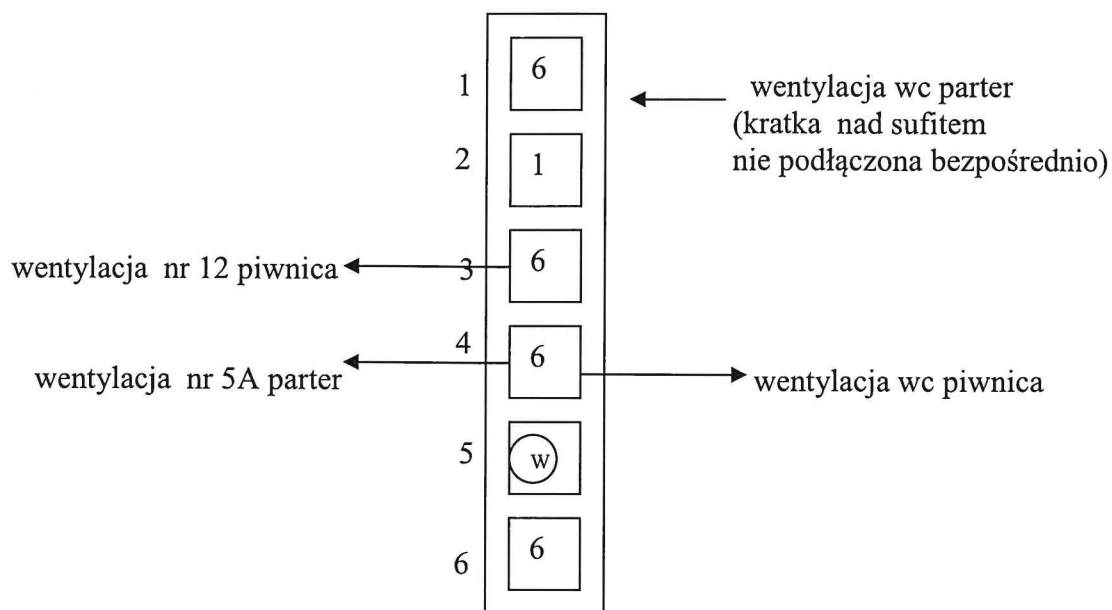 1
6
wentylacja wc parter
(kratka nad sufitem
nie podłączona bezpośrednio)
2
1
wentylacja nr 12 piwnica
3
6
4
6
wentylacja nr 5A parter
wentylacja wc piwnica
5
w
6
6